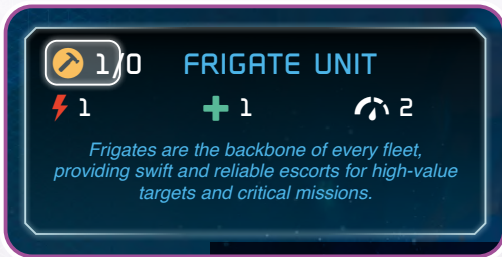 1/0 FRIGATE UNIT
1 1 2
Frigates are the backbone of every fleet,
providing swift and reliable escorts for high-value
targets and critical missions.